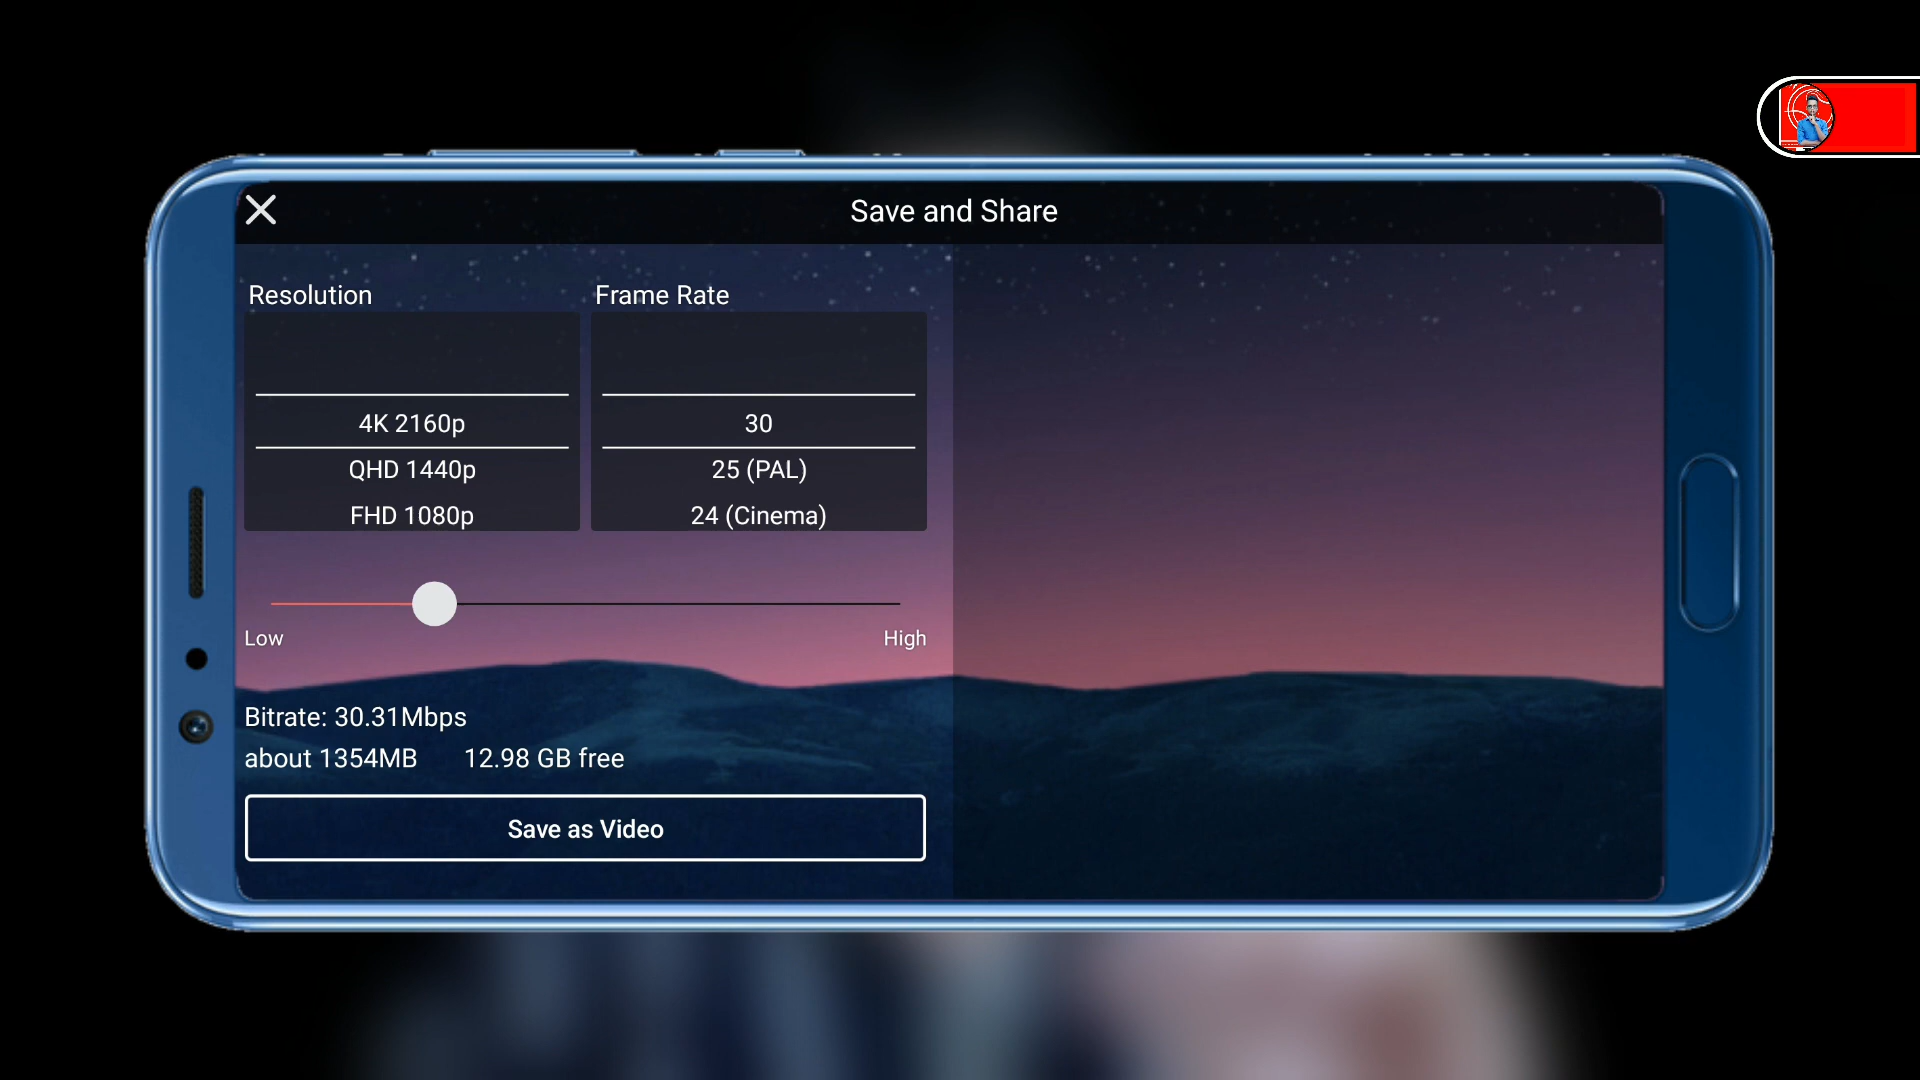 Save and Share
Resolution
Frame Rate
4K 2160p
30
QHD 1440p
25 (PAL)
FHD 1080p
24 (Cinema)
Low
High
Bitrate: 30.31Mbps
about 1354MB 12.98 GB free
Save as Video